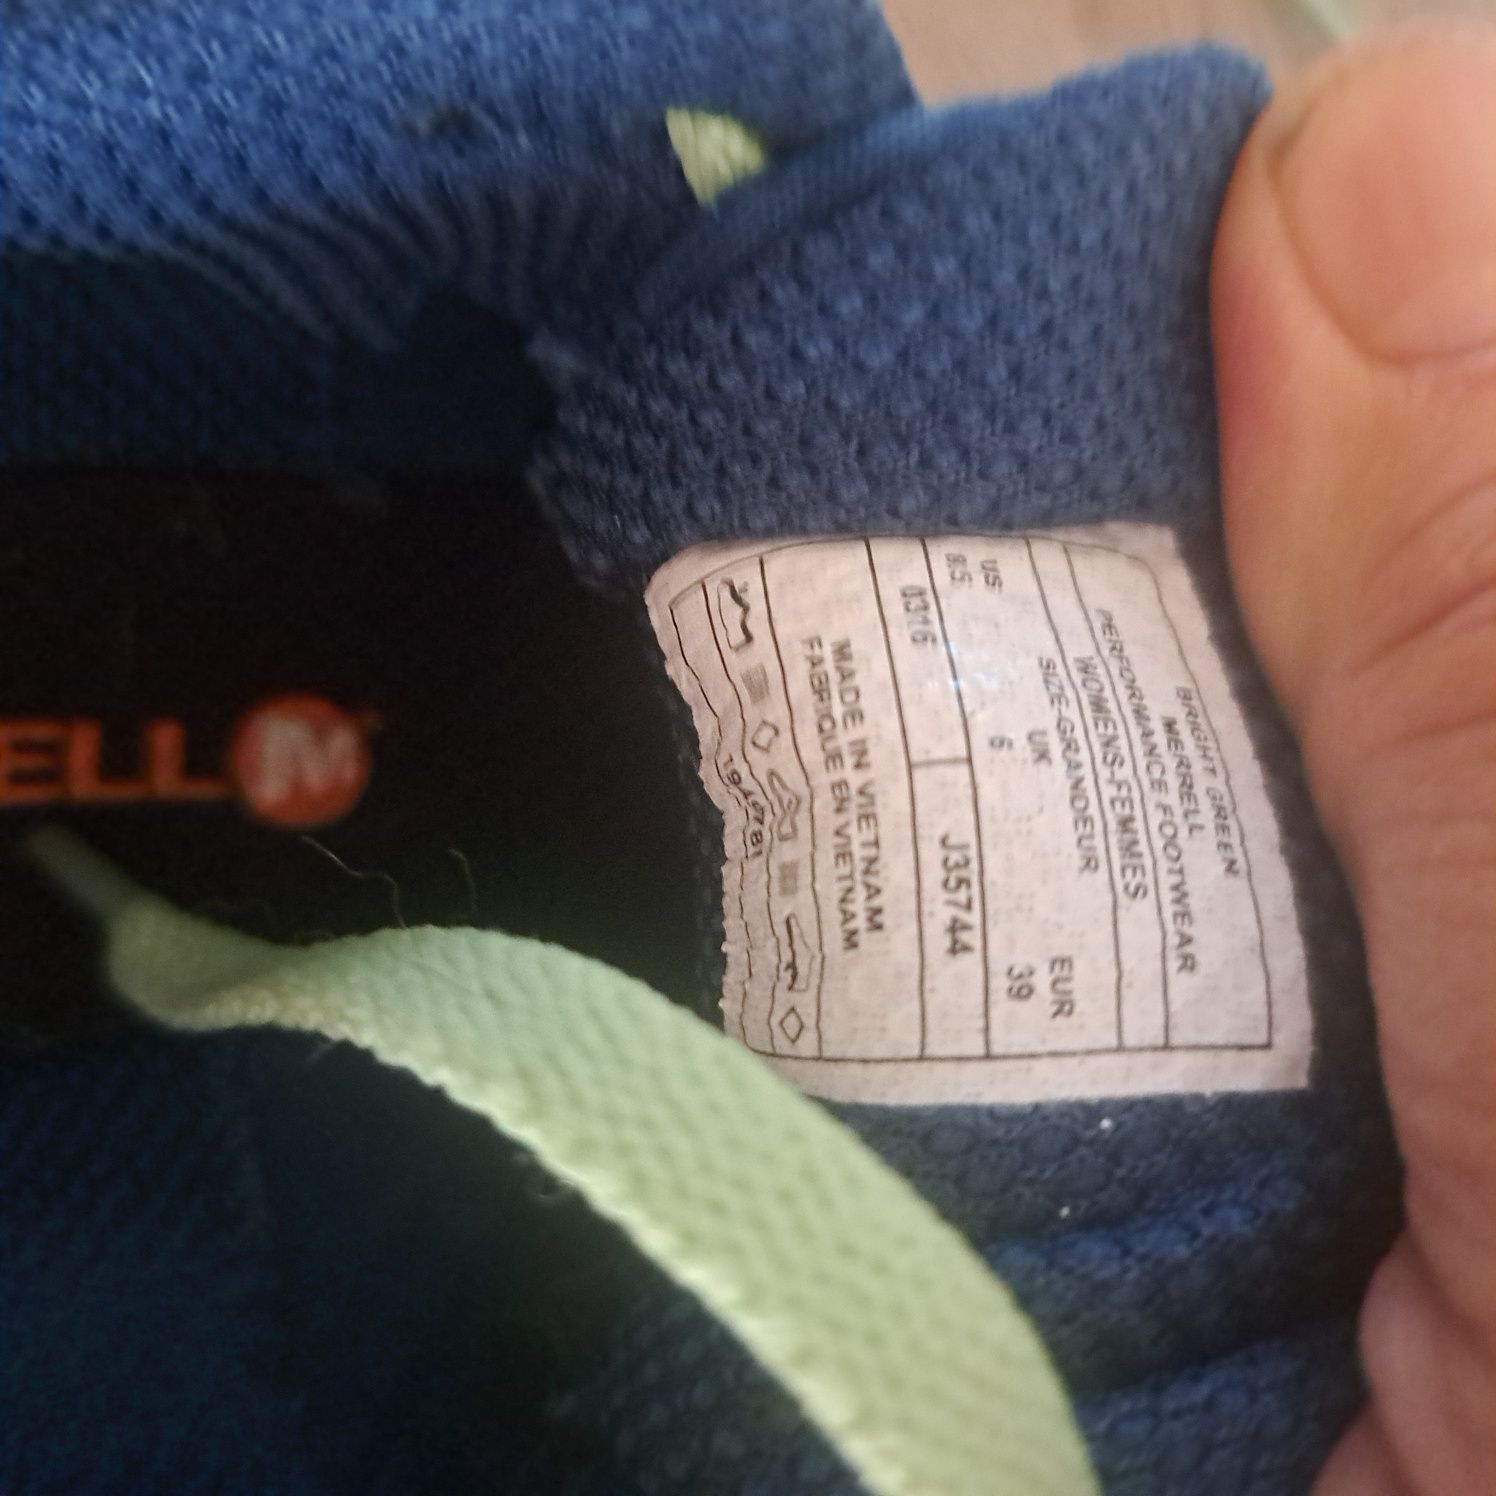 BRIGHT GREEN
MERRELL
PERFORMANCE FOOTWEAR
WOMENS-FEMMES
SIZE-GRANDEUR
US UK EUR
8.5 6 39
0316 J35744
MADE IN VIETNAM
FABRIQUE EN VIETNAM
ELL M